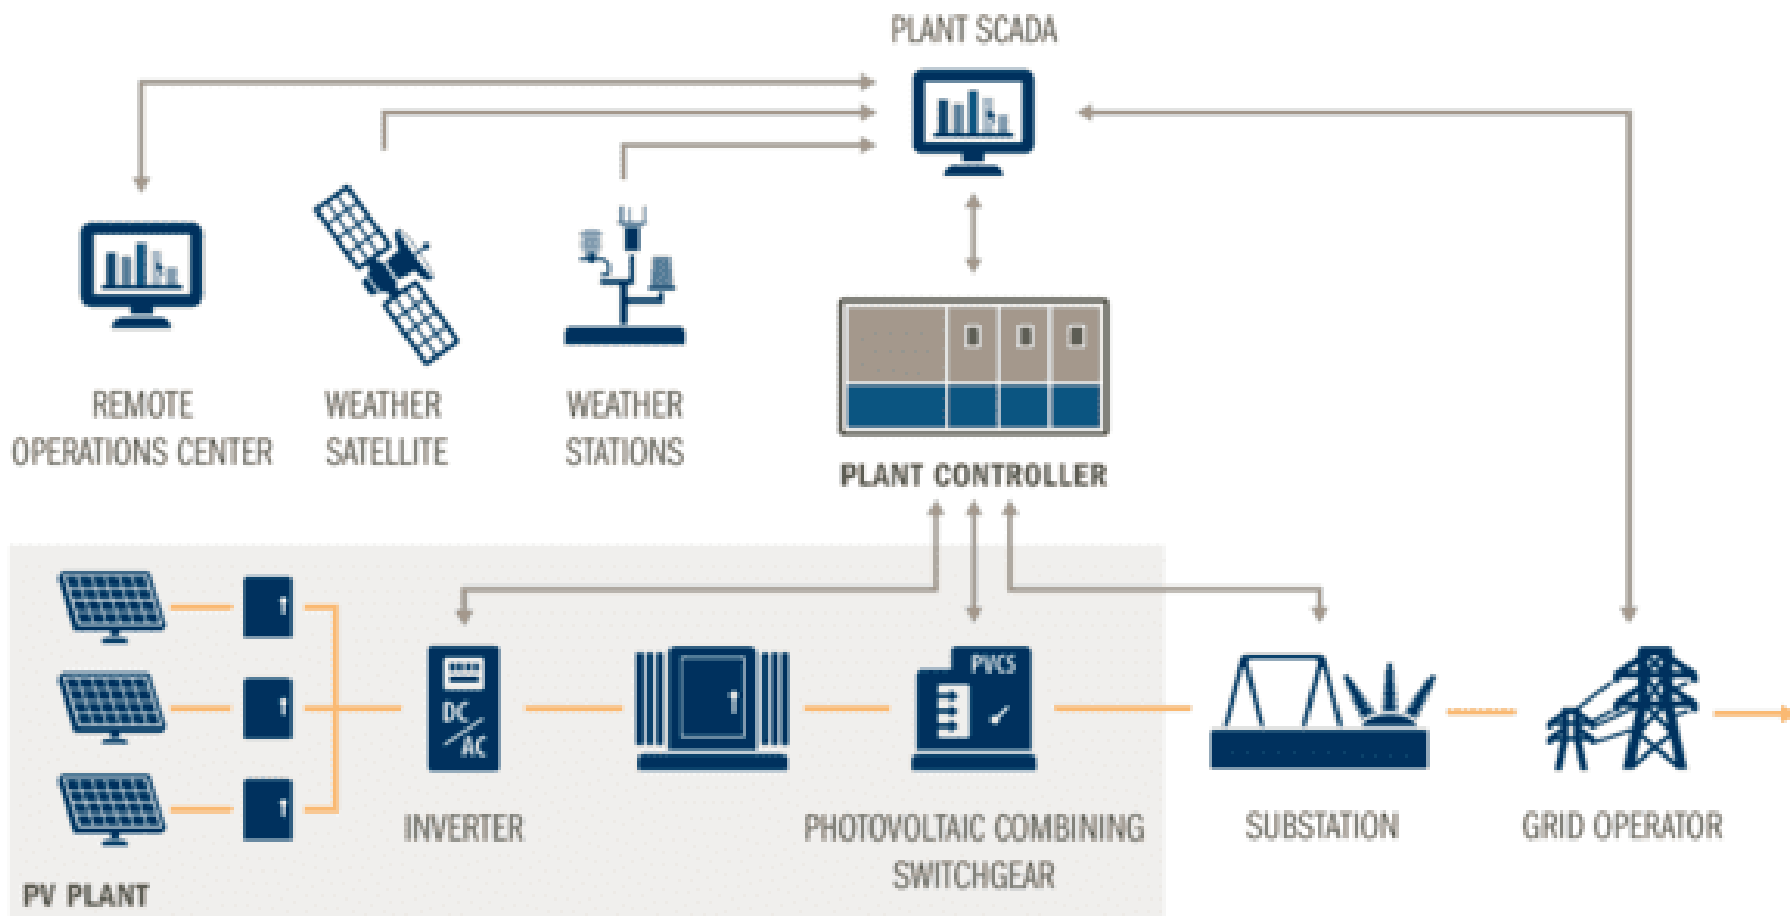 PLANT SCADA
REMOTE
OPERATIONS CENTER
WEATHER
SATELLITE
WEATHER
STATIONS
PLANT CONTROLLER
PVCS
DC
/AC
INVERTER
PHOTOVOLTAIC COMBINING
SWITCHGEAR
SUBSTATION
GRID OPERATOR
PV PLANT